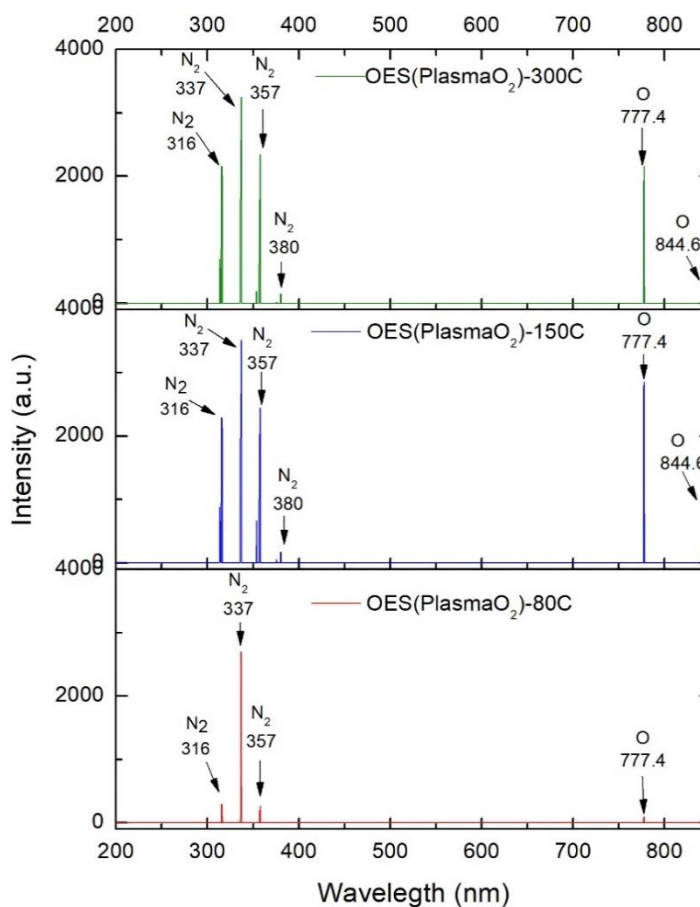 200 300 400 500 600 700 800
4000
N₂
337
N₂
357
OES(PlasmaO₂)-300C
O
777.4
N2
316
2000
N₂
380
O
844.6
0
4000
N₂
337
N₂
357
OES(PlasmaO₂)-150C
O
777.4
N2
316
2000
N₂
380
O
844.6
0
4000
N₂
337
OES(PlasmaO₂)-80C
2000
N2
316
N₂
357
O
777.4
0
200 300 400 500 600 700 800
Intensity (a.u.)
Wavelegth (nm)